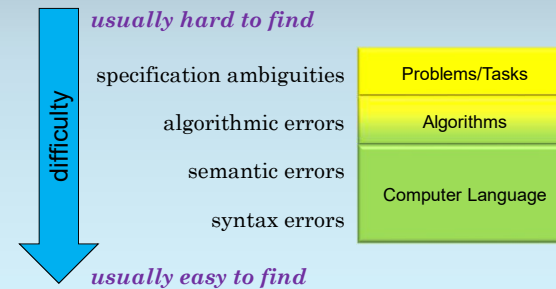 usually hard to find
specification ambiguities
Problems/Tasks
algorithmic errors
Algorithms
difficulty
semantic errors
Computer Language
syntax errors
usually easy to find